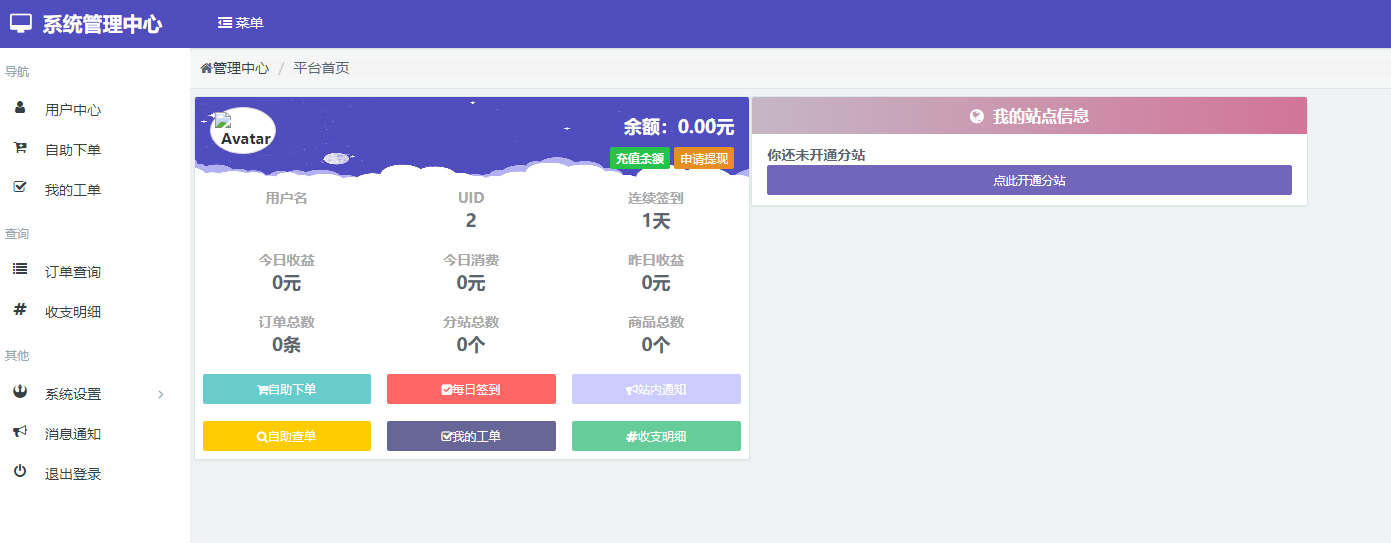 系统管理中心
菜单
导航
用户中心
自助下单
我的工单
查询
订单查询
收支明细
其他
系统设置
消息通知
退出登录
管理中心 / 平台首页
Avatar
余额：0.00元
充值余额 申请提现
用户名 UID 连续签到
2 1天
今日收益 今日消费 昨日收益
0元 0元 0元
订单总数 分站总数 商品总数
0条 0个 0个
自助下单 每日签到 站内通知
自助查单 我的工单 收支明细
我的站点信息
你还未开通分站
点此开通分站